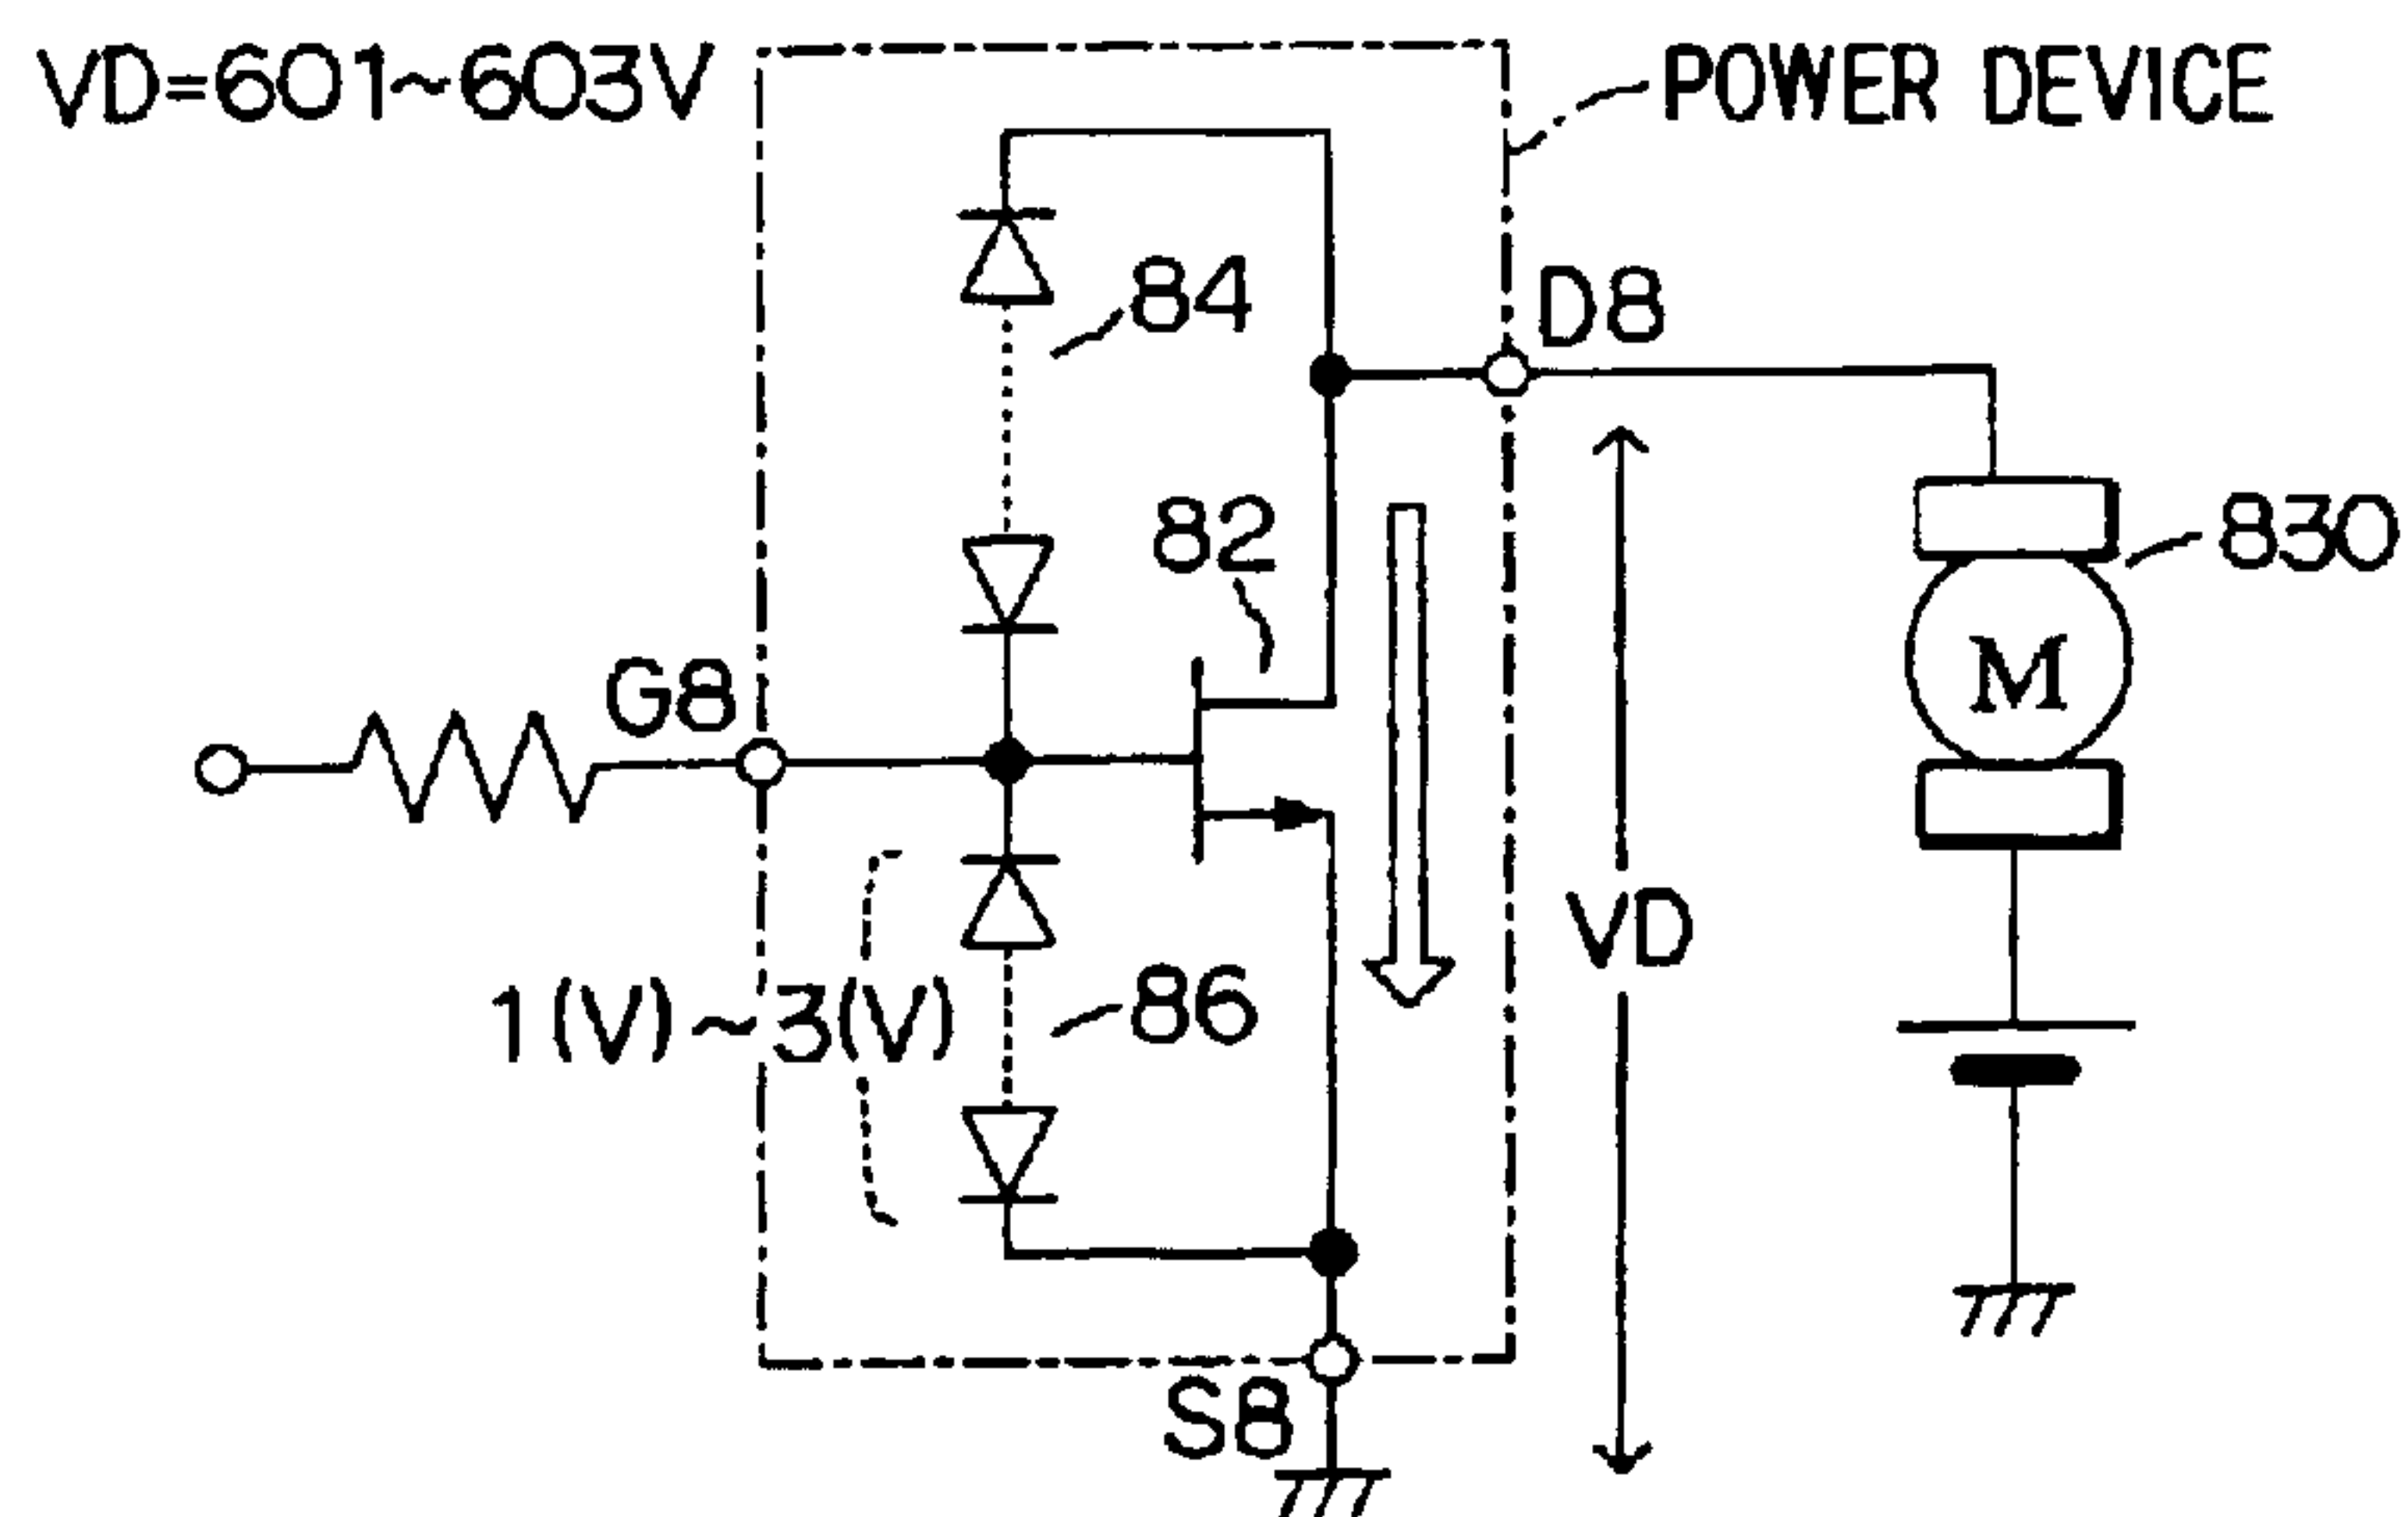 VD=601~603V
POWER DEVICE
84
D8
82
830
G8
M
VD
1(V)~3(V)
86
S8